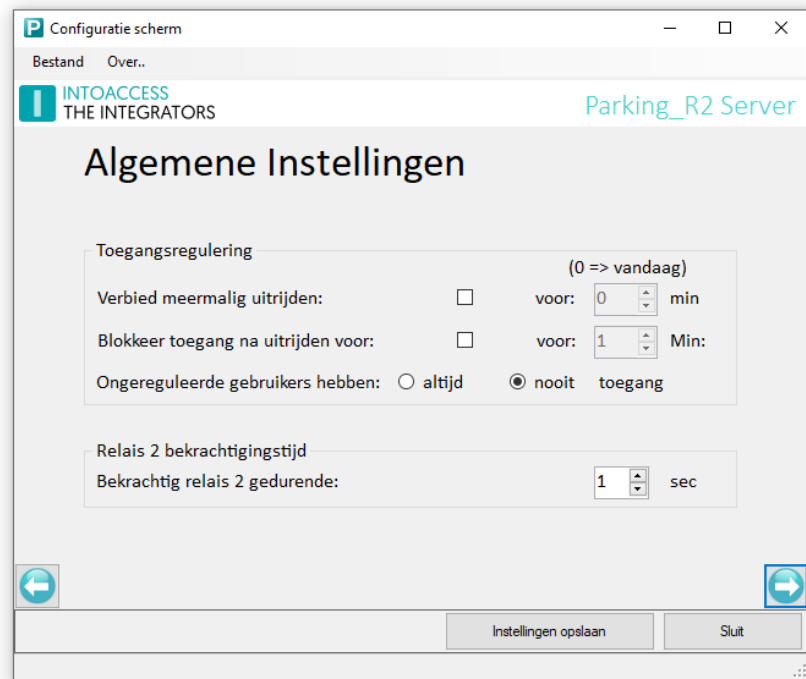 Configuratie scherm
Bestand Over..
INTOACCESS
THE INTEGRATORS
Parking_R2 Server
Algemene Instellingen
Toegangsregulering
(0 => vandaag)
Verbied meermalig uitrijden: voor: 0 min
Blokkeer toegang na uitrijden voor: voor: 1 Min:
Ongereguleerde gebruikers hebben: altijd nooit toegang
Relais 2 bekrachtigingstijd
Bekrachtig relais 2 gedurende: 1 sec
Instellingen opslaan Sluit